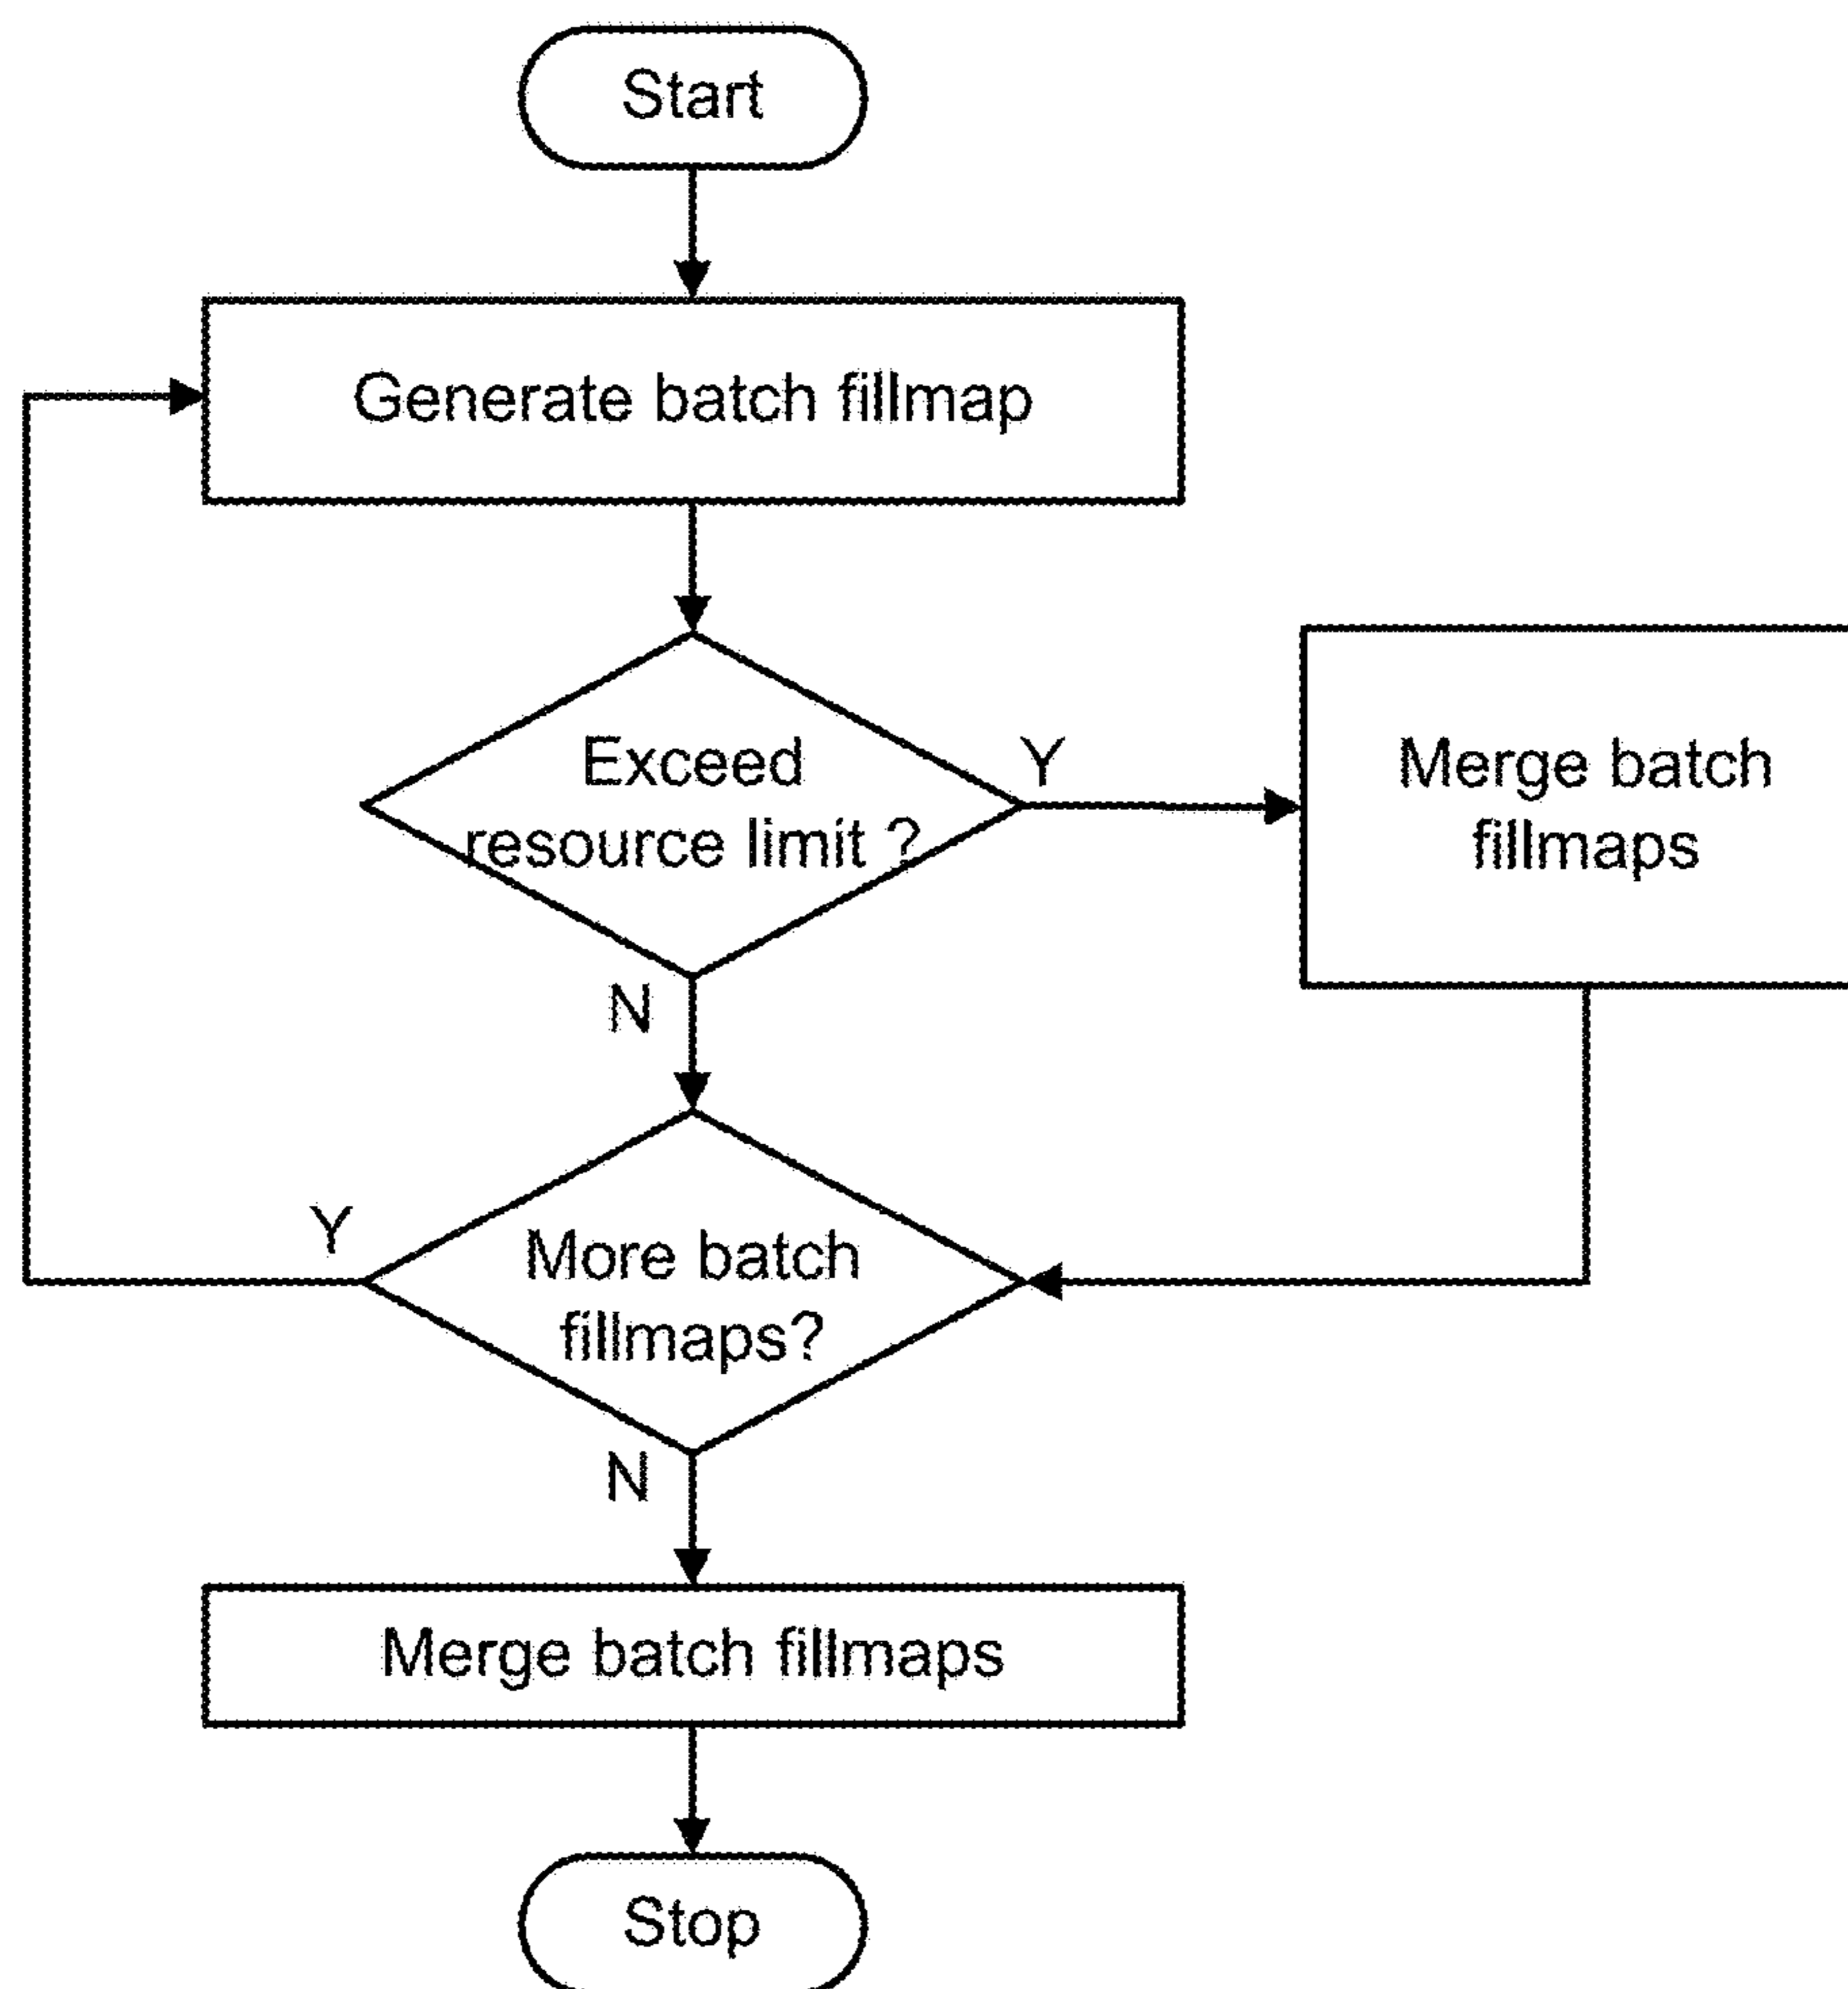 Start
Generate batch fillmap
Exceed
resource limit ?
Y
Merge batch
fillmaps
N
More batch
fillmaps?
Y
N
Merge batch fillmaps
Stop